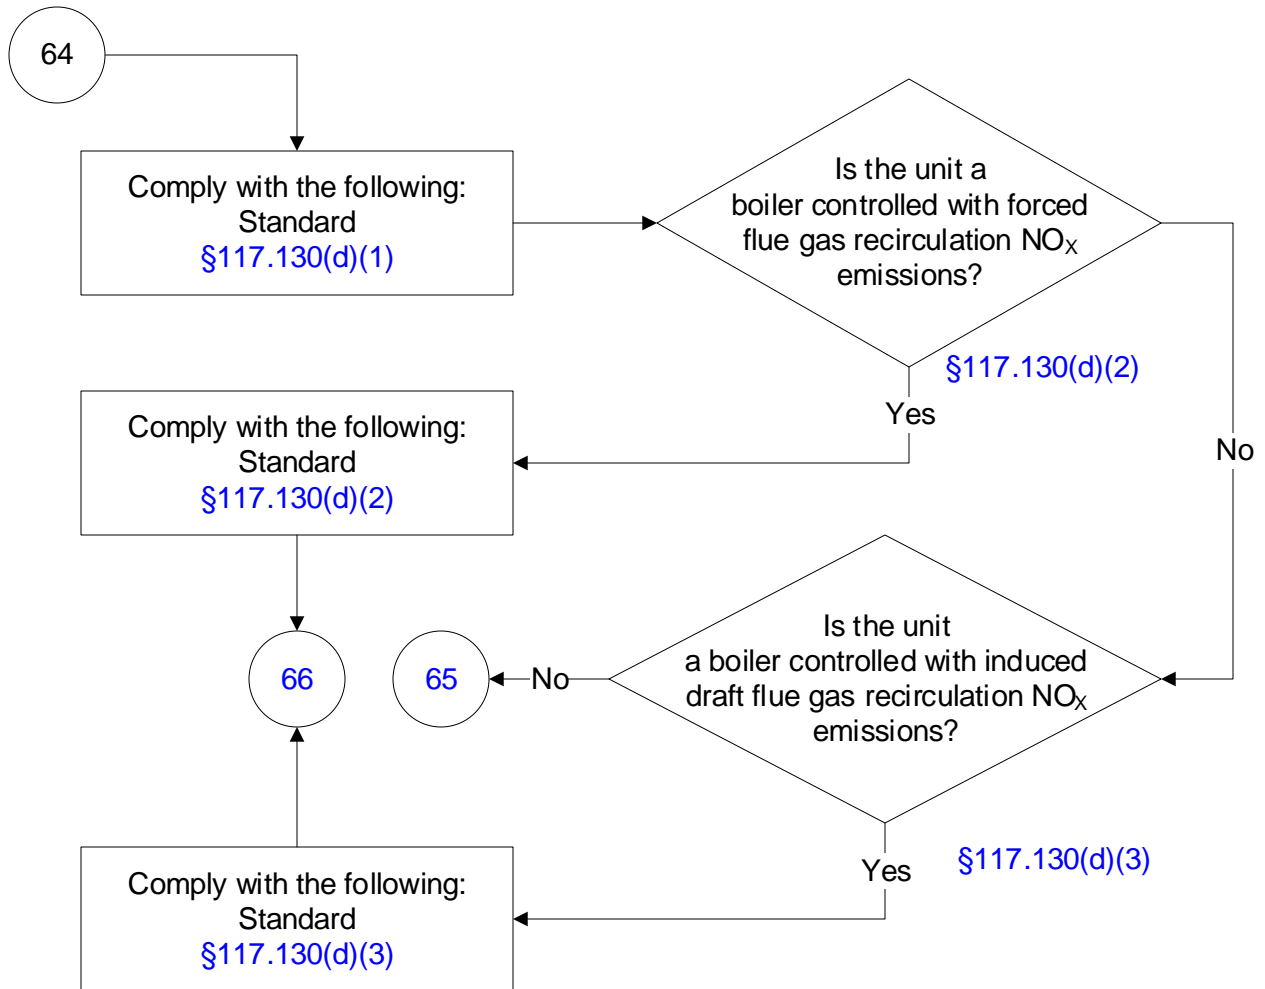 64
Comply with the following:
Standard
§117.130(d)(1)
Is the unit a
boiler controlled with forced
flue gas recirculation NOX
emissions?
§117.130(d)(2)
Yes
No
Comply with the following:
Standard
§117.130(d)(2)
66
65
No
Is the unit
a boiler controlled with induced
draft flue gas recirculation NOX
emissions?
Yes
§117.130(d)(3)
Comply with the following:
Standard
§117.130(d)(3)